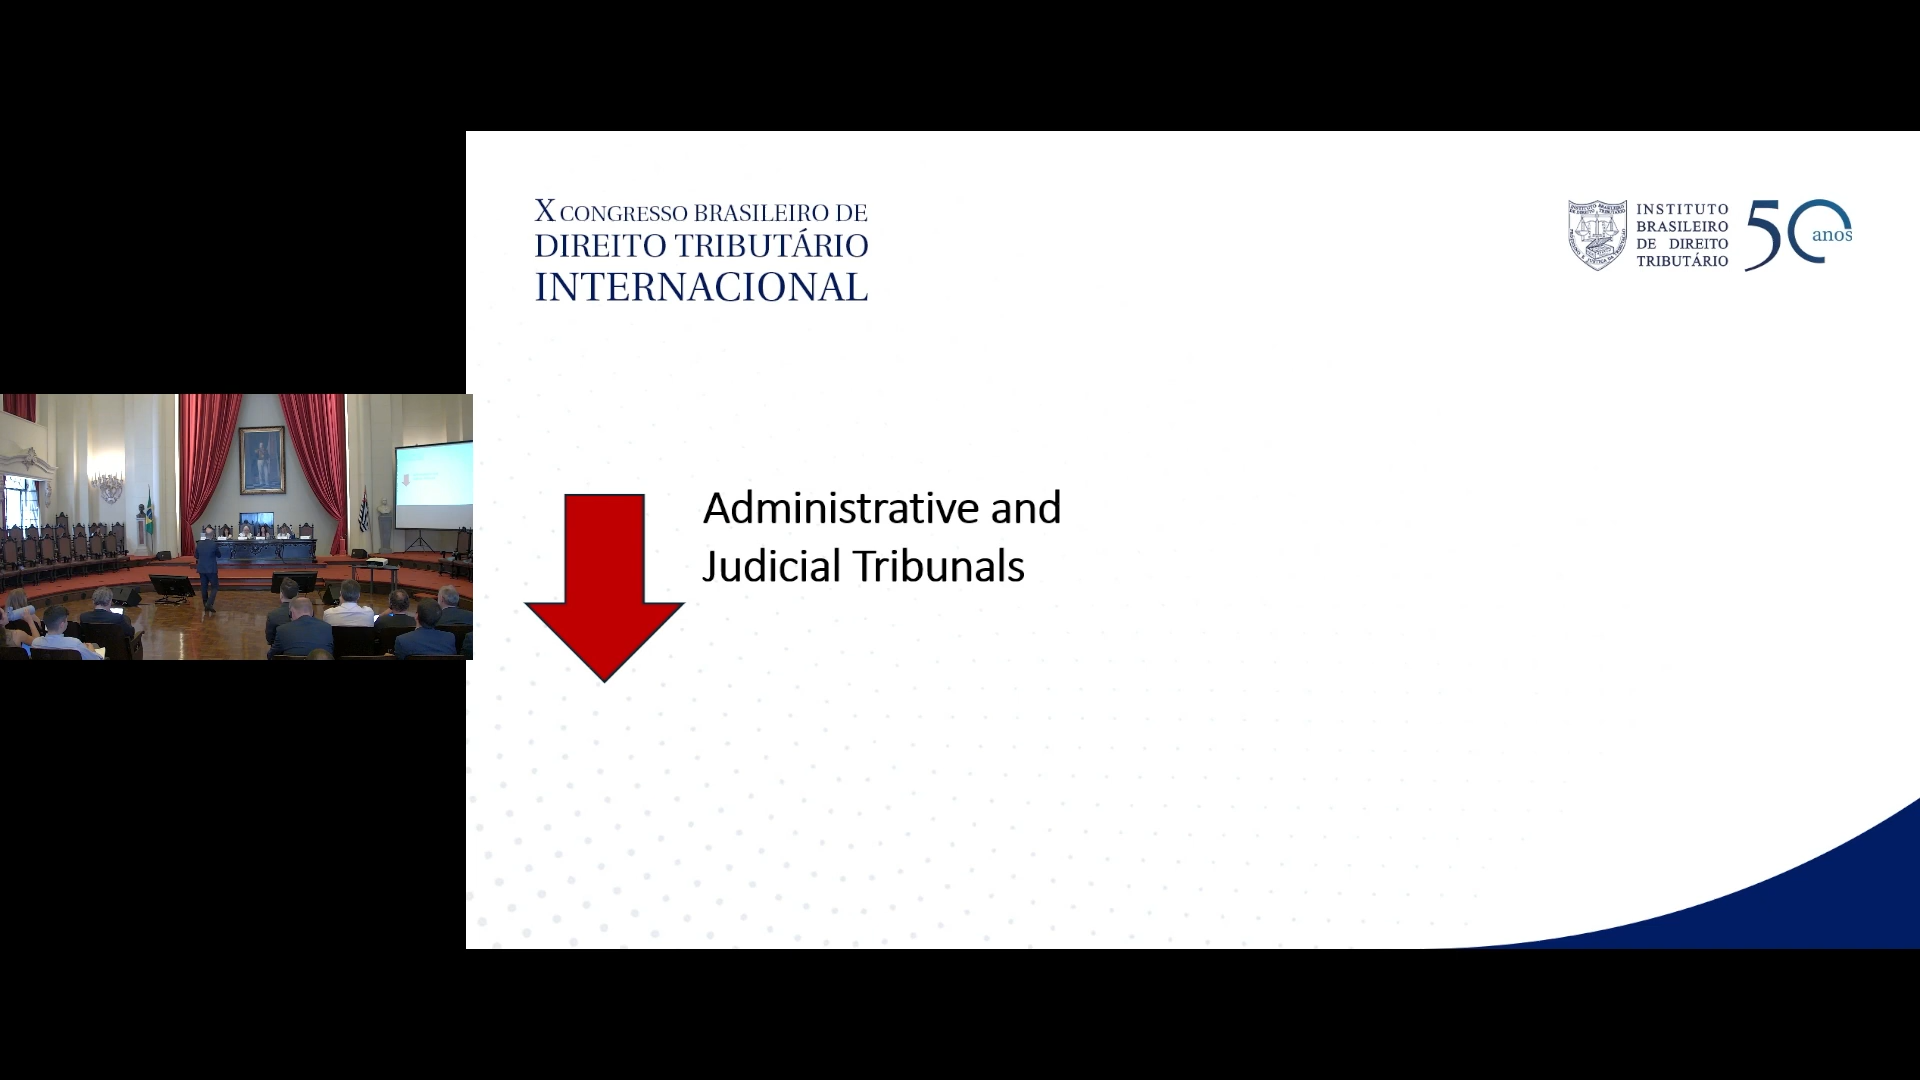 X CONGRESSO BRASILEIRO DE
DIREITO TRIBUTÁRIO
INTERNACIONAL
INSTITUTO
BRASILEIRO
DE DIREITO
TRIBUTÁRIO
50 anos
Administrative and
Judicial Tribunals